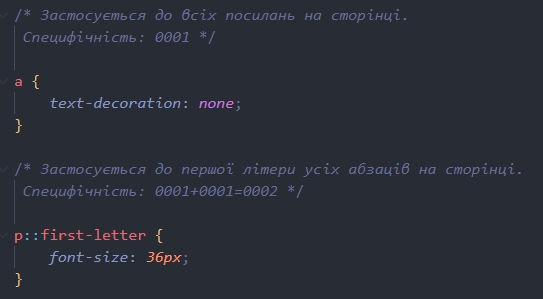 /* Застосується до всіх посилань на сторінці.
Специфічність: 0001 */
a {
text-decoration: none;
}
/* Застосується до першої літери усіх абзаців на сторінці.
Специфічність: 0001+0001=0002 */
p::first-letter {
font-size: 36px;
}